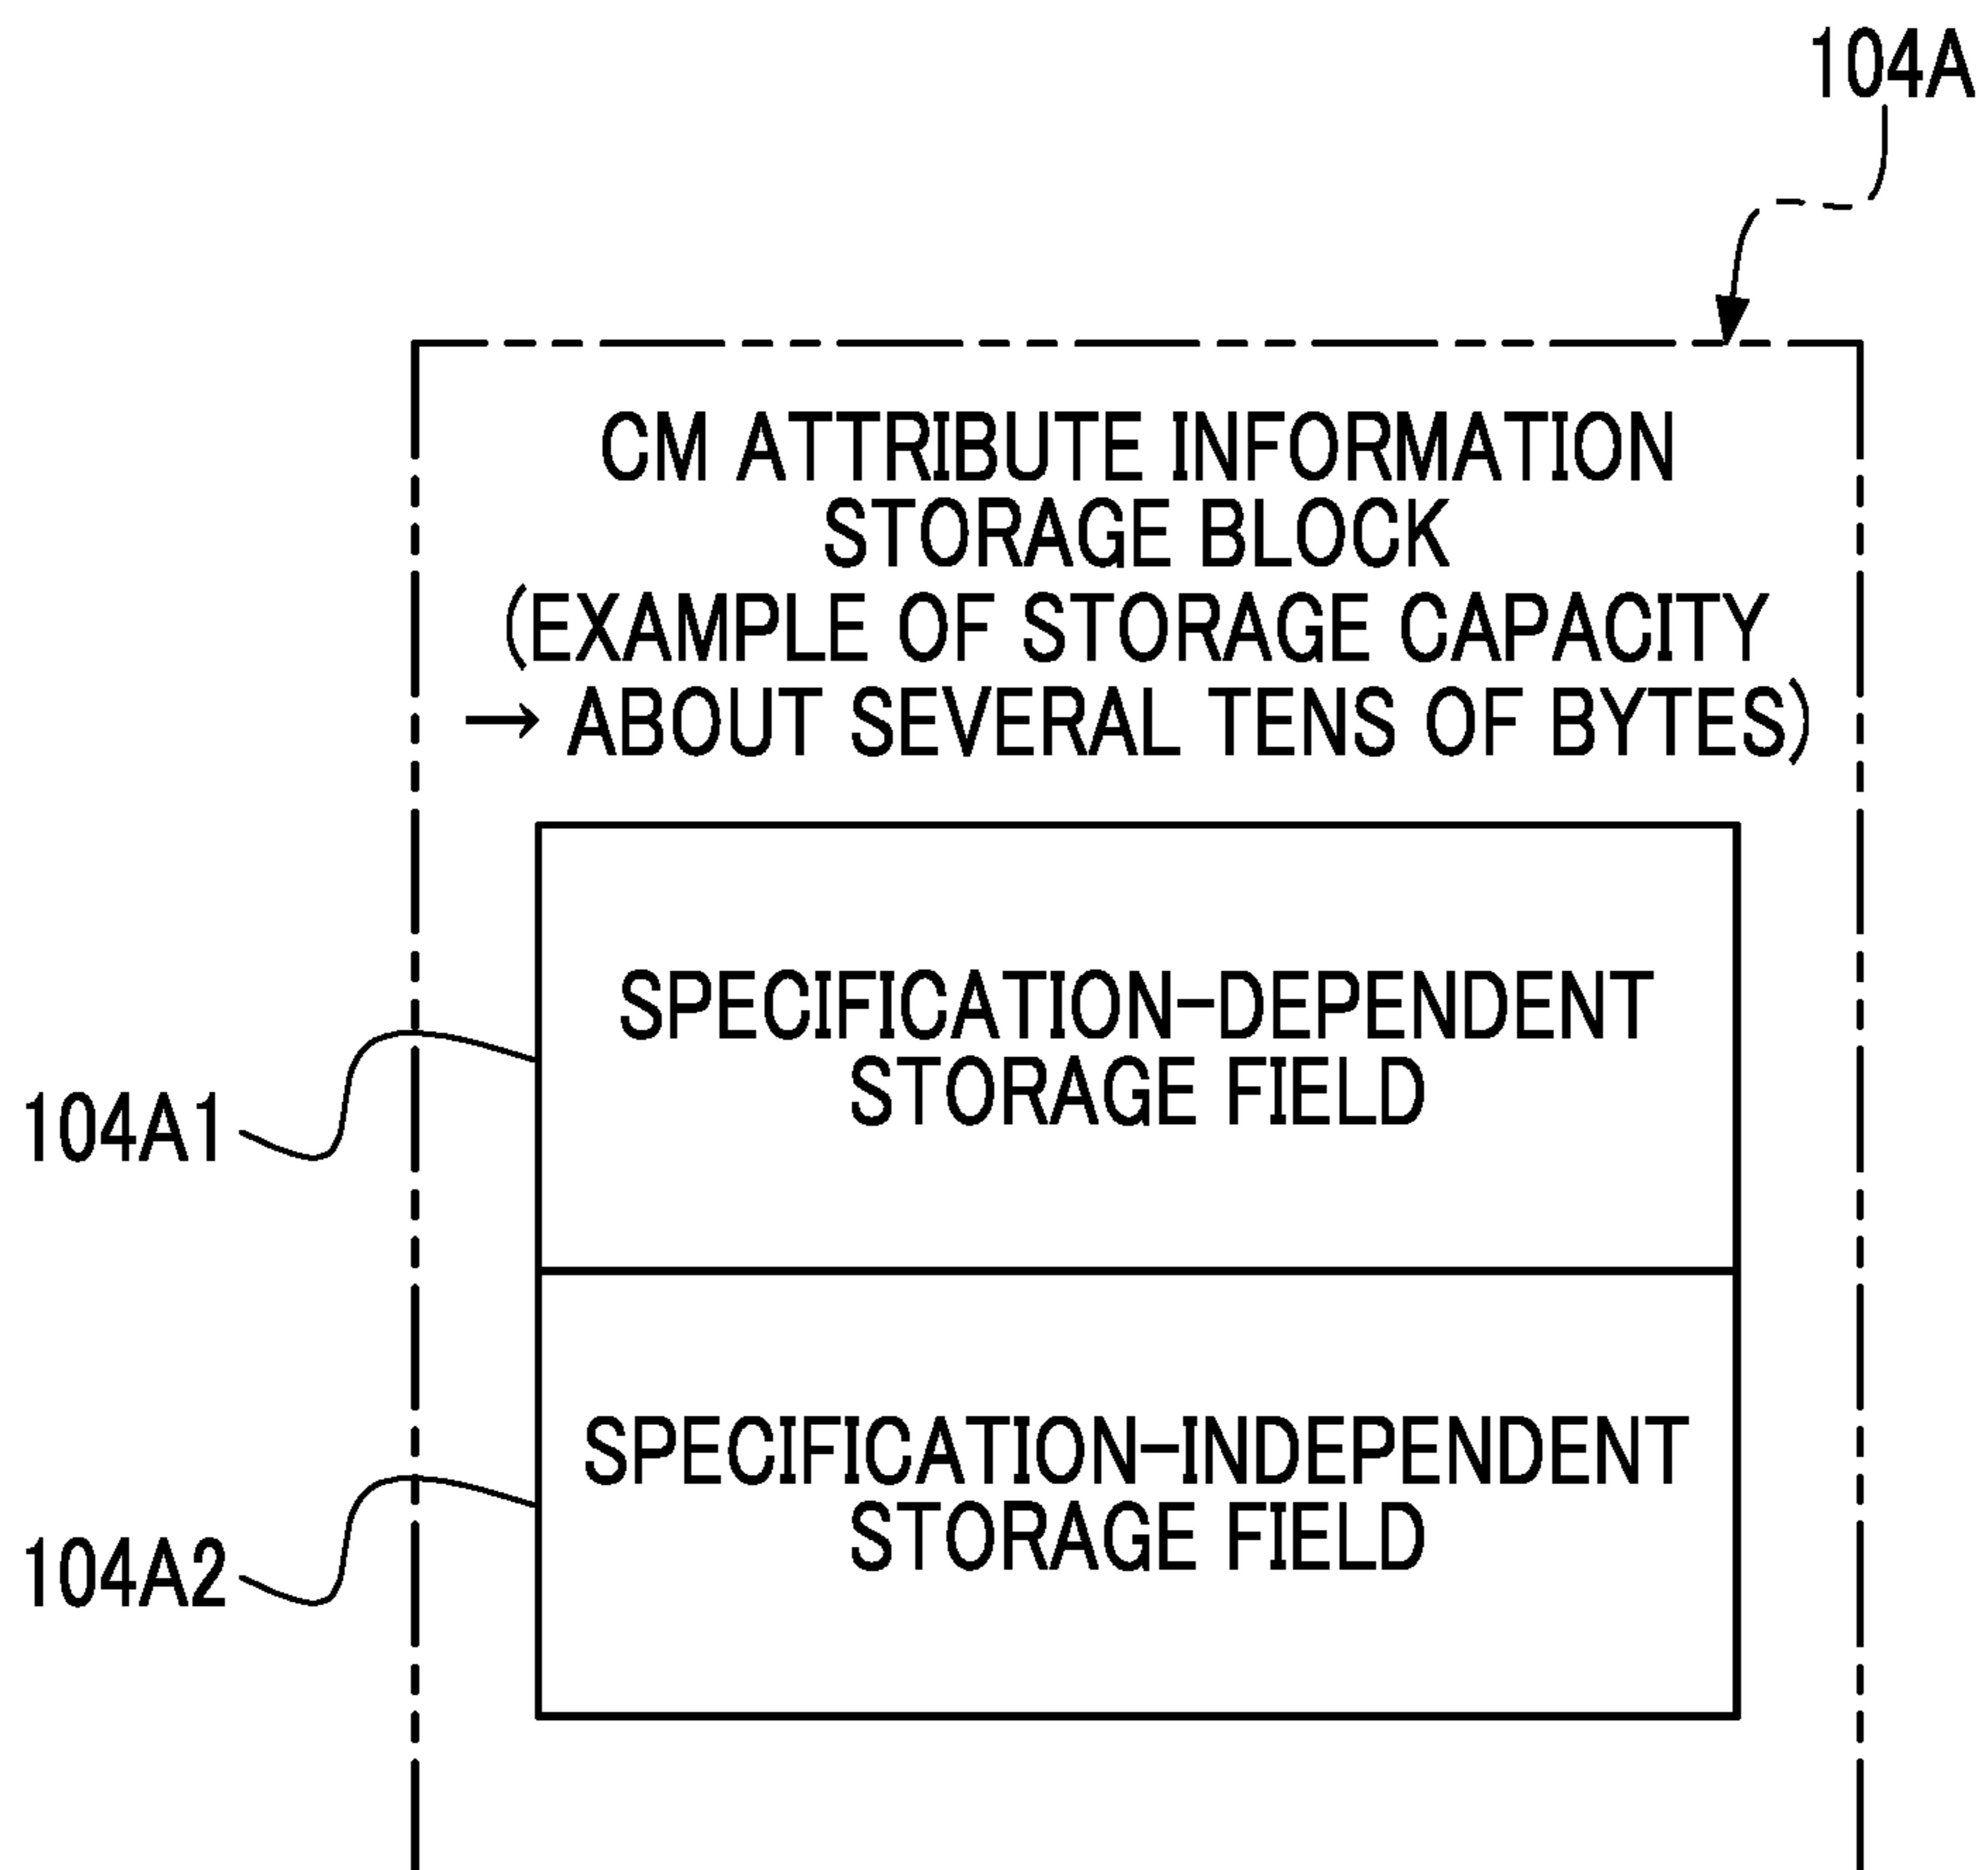 104A
CM ATTRIBUTE INFORMATION
STORAGE BLOCK
(EXAMPLE OF STORAGE CAPACITY
→ ABOUT SEVERAL TENS OF BYTES)
SPECIFICATION-DEPENDENT
STORAGE FIELD
104A1
SPECIFICATION-INDEPENDENT
STORAGE FIELD
104A2